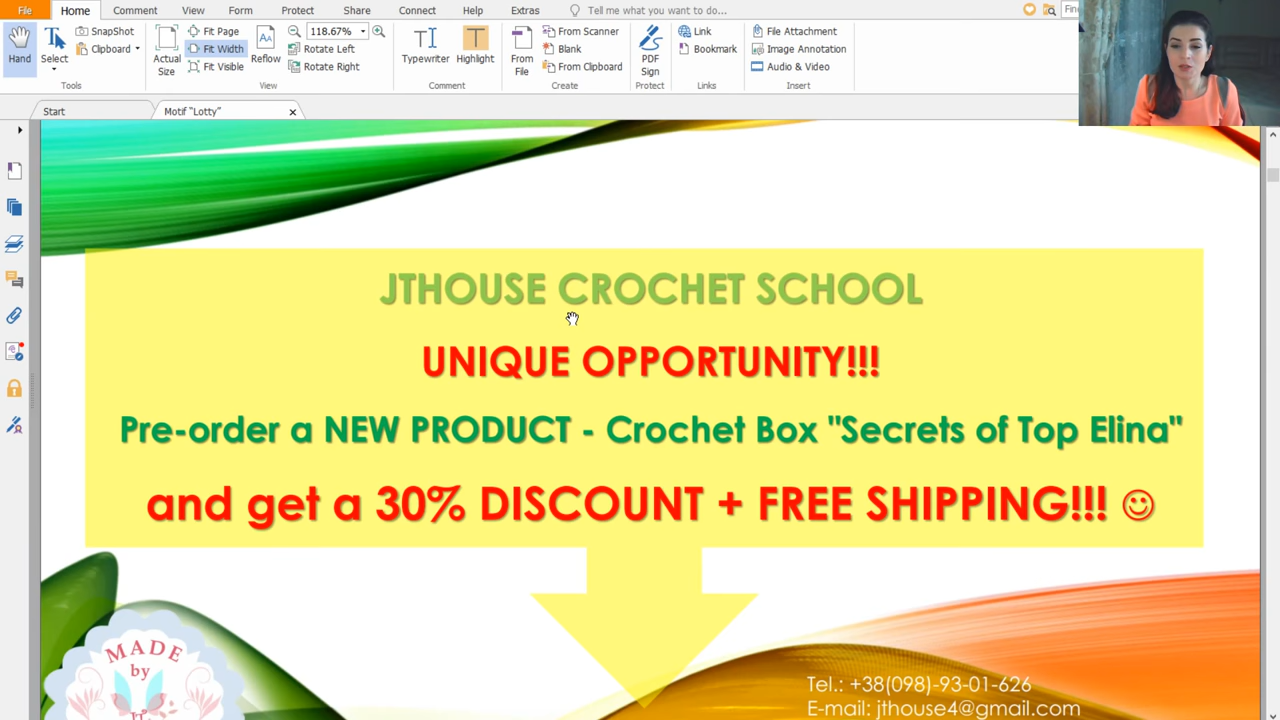 File Home Comment View Form Protect Share Connect Help Extras Tell me what you want to do...
Hand
Select
SnapShot
Clipboard
Actual Size
Fit Page
Fit Width
Fit Visible
Reflow
118.67%
Rotate Left
Rotate Right
Typewriter
Highlight
From File
From Scanner
Blank
From Clipboard
PDF Sign
Link
Bookmark
File Attachment
Image Annotation
Audio & Video
Tools View Comment Create Protect Links Insert
Start Motif “Lotty”
JTHOUSE CROCHET SCHOOL
UNIQUE OPPORTUNITY!!!
Pre-order a NEW PRODUCT - Crochet Box "Secrets of Top Elina"
and get a 30% DISCOUNT + FREE SHIPPING!!! ☺
MADE
by
Tel.: +38(098)-93-01-626
E-mail: jthouse4@gmail.com